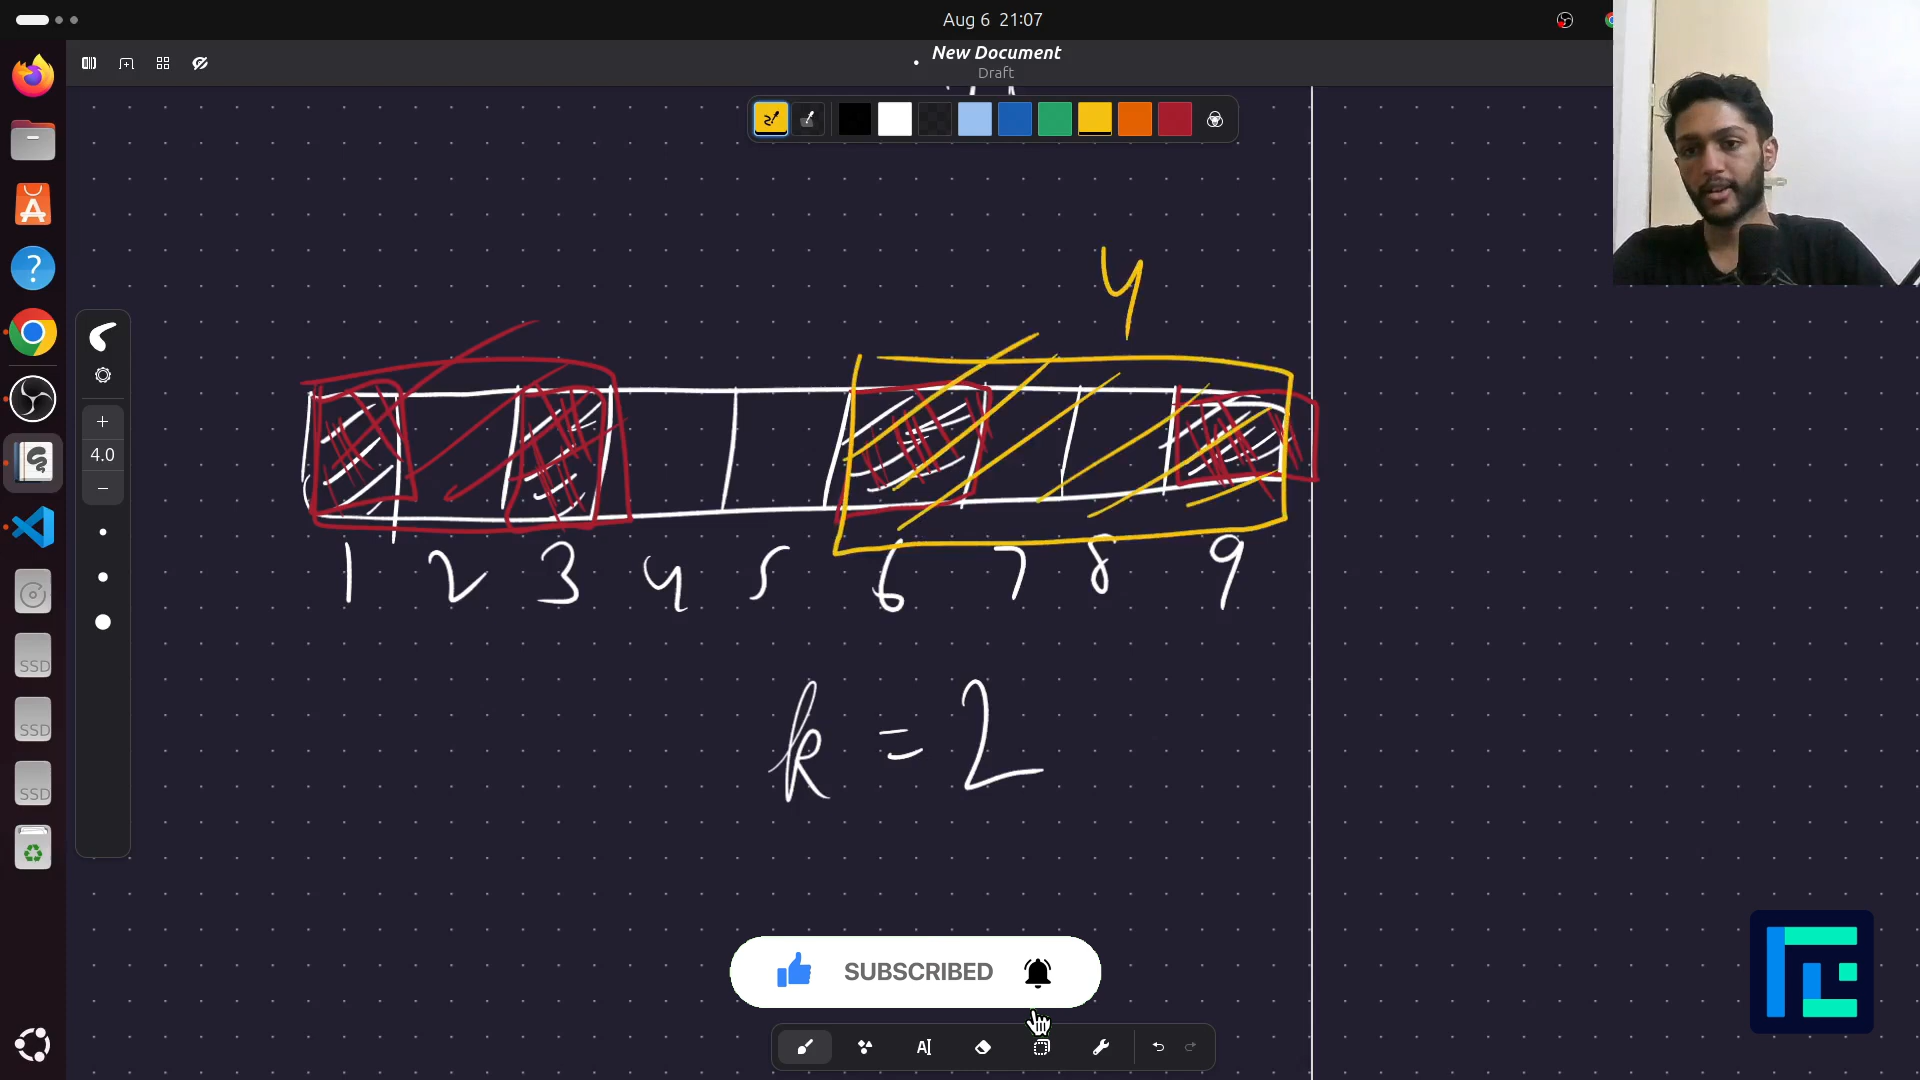 Aug 6 21:07
New Document
Draft
4
4.0
1 2 3 4 5 6 7 8 9
k = 2
SSD
SSD
SSD
SUBSCRIBED